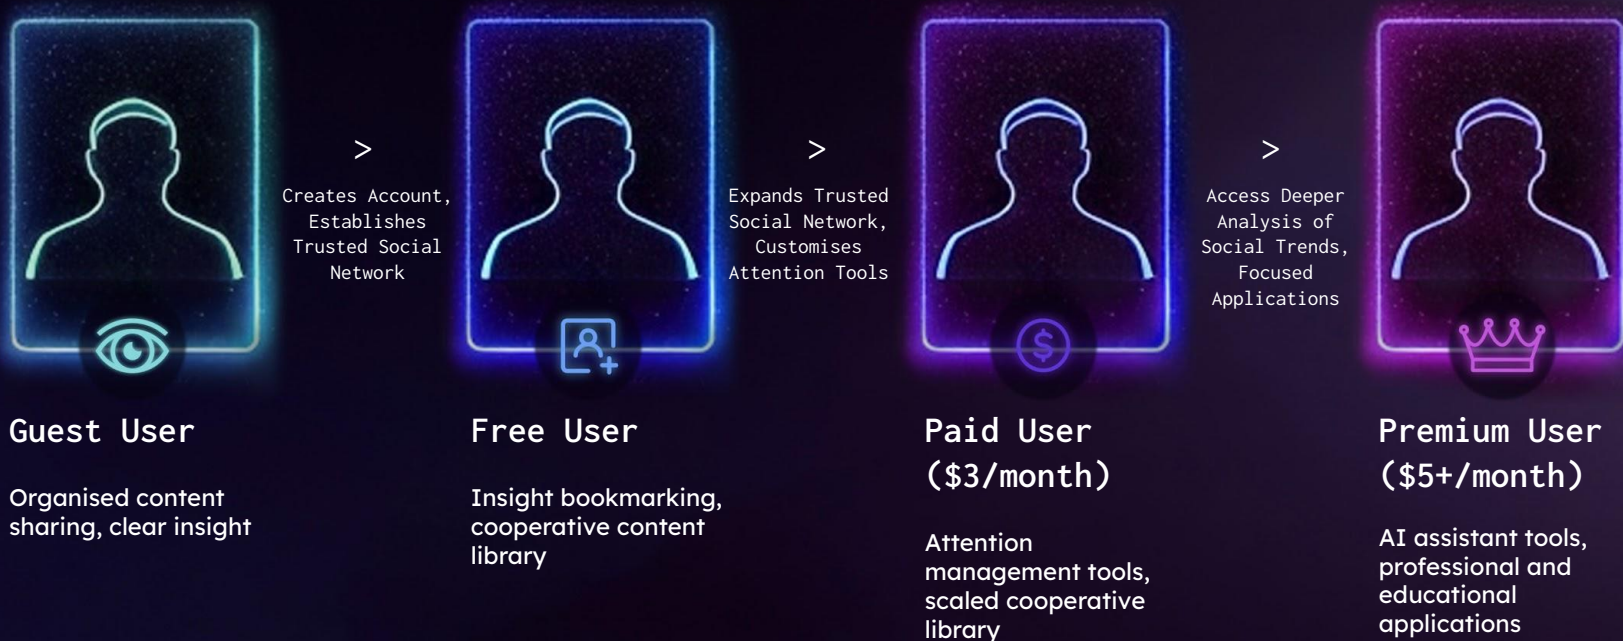 >
Creates Account,
Establishes
Trusted Social
Network
>
Expands Trusted
Social Network,
Customises
Attention Tools
>
Access Deeper
Analysis of
Social Trends,
Focused
Applications
$
Guest User
Organised content
sharing, clear insight
Free User
Insight bookmarking,
cooperative content
library
Paid User
($3/month)
Attention
management tools,
scaled cooperative
library
Premium User
($5+/month)
AI assistant tools,
professional and
educational
applications